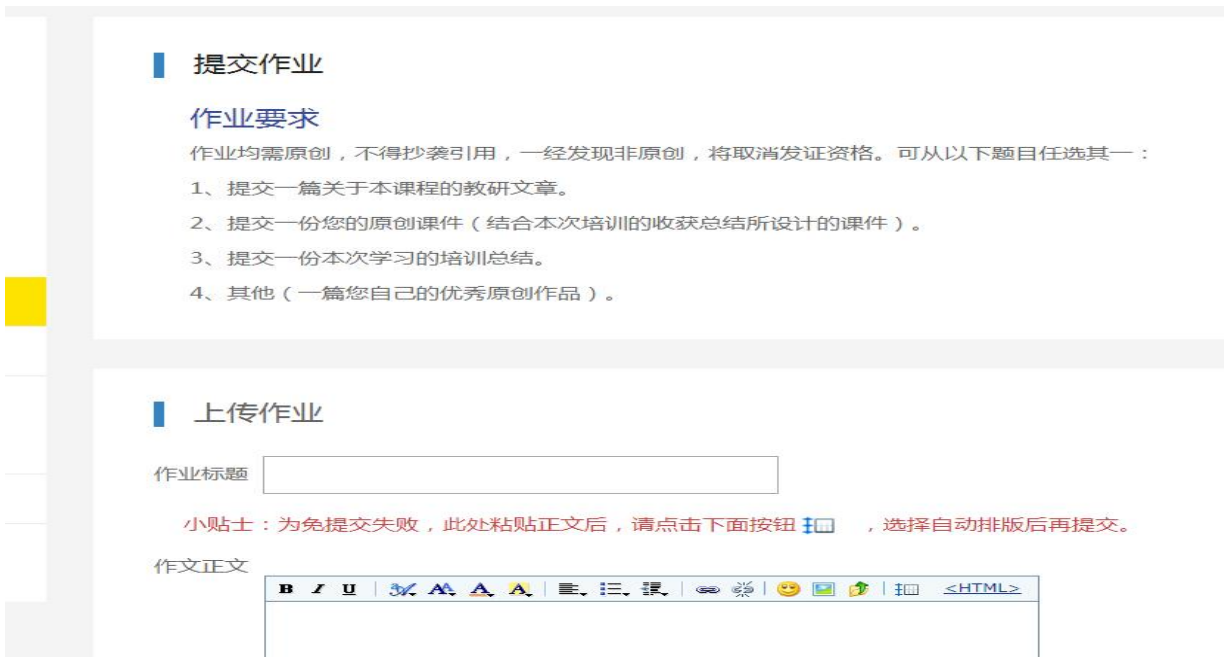 提交作业
作业要求
作业均需原创，不得抄袭引用，一经发现非原创，将取消发证资格。可从以下题目任选其一：
1、提交一篇关于本课程的教研文章。
2、提交一份您的原创课件（结合本次培训的收获总结所设计的课件）。
3、提交一份本次学习的培训总结。
4、其他（一篇您自己的优秀原创作品）。
上传作业
作业标题
小贴士：为免提交失败，此处粘贴正文后，请点击下面按钮 ，选择自动排版后再提交。
作文正文
B I U <HTML>